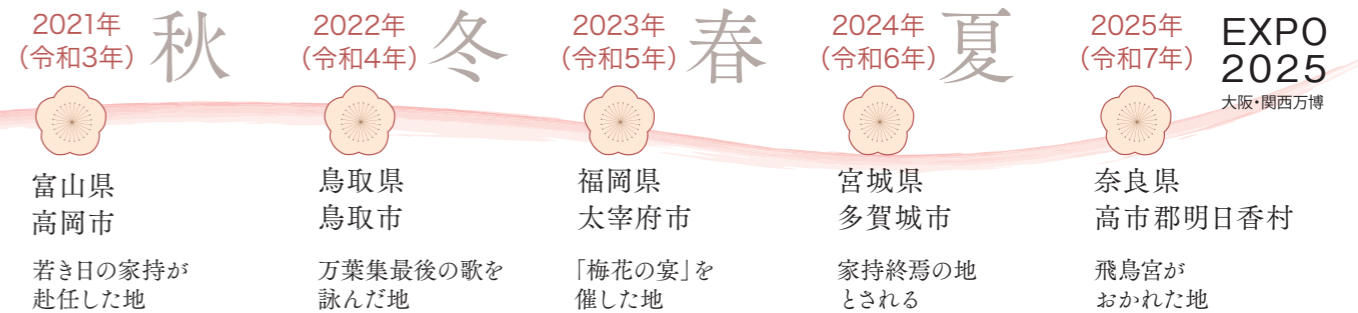 2021年
(令和3年)
秋
富山県
高岡市
若き日の家持が
赴任した地
2022年
(令和4年)
冬
鳥取県
鳥取市
万葉集最後の歌を
詠んだ地
2023年
(令和5年)
春
福岡県
太宰府市
「梅花の宴」を
催した地
2024年
(令和6年)
夏
宮城県
多賀城市
家持終焉の地
とされる
2025年
(令和7年)
EXPO
2025
大阪・関西万博
奈良県
高市郡明日香村
飛鳥宮が
おかれた地